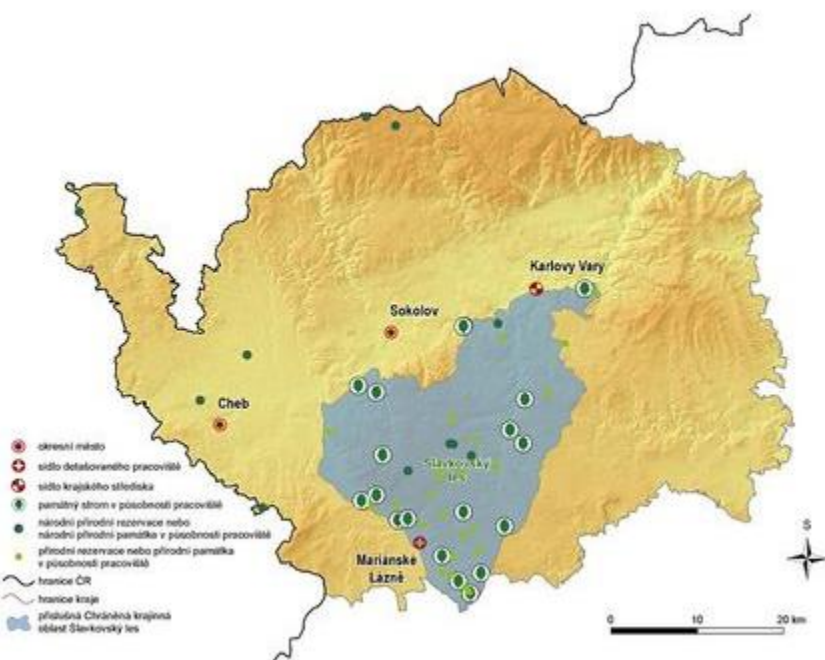 Karlovy Vary
Sokolov
Cheb
Slavkovský
les
Mariánské
Lázně
okresní město
sídlo detašovaného pracoviště
sídlo krajského střediska
památný strom v působnosti pracoviště
národní přírodní rezervace nebo
národní přírodní památka v působnosti pracoviště
přírodní rezervace nebo přírodní památka
v působnosti pracoviště
hranice ČR
hranice kraje
příslušná Chráněná krajinná
oblast Slavkovský les
S
0 10 20 km